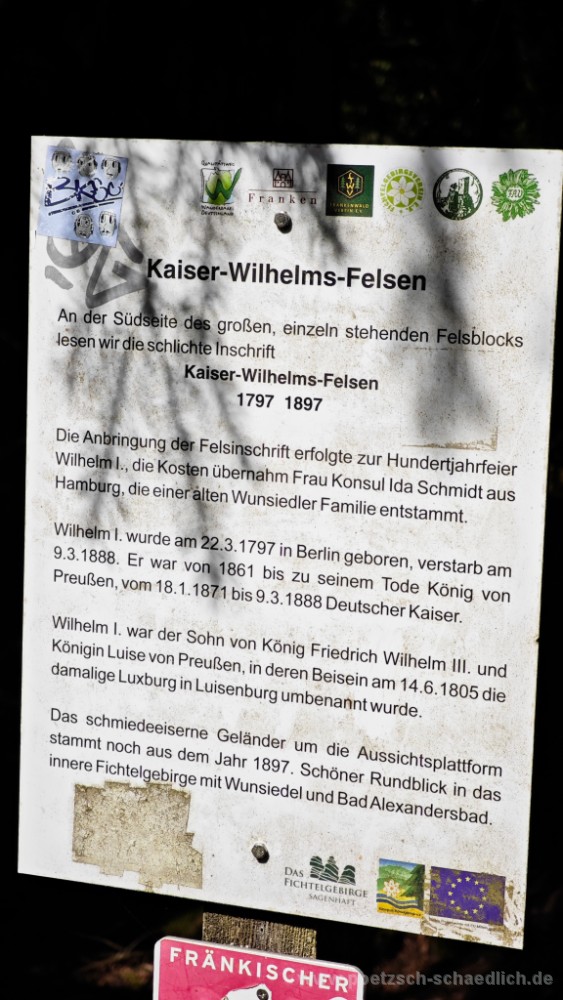 Franken
Kaiser-Wilhelms-Felsen
An der Südseite des großen, einzeln stehenden Felsblocks
lesen wir die schlichte Inschrift
Kaiser-Wilhelms-Felsen
1797 1897
Die Anbringung der Felsinschrift erfolgte zur Hundertjahrfeier
Wilhelm I., die Kosten übernahm Frau Konsul Ida Schmidt aus
Hamburg, die einer alten Wunsiedler Familie entstammt.
Wilhelm I. wurde am 22.3.1797 in Berlin geboren, verstarb am
9.3.1888. Er war von 1861 bis zu seinem Tode König von
Preußen, vom 18.1.1871 bis 9.3.1888 Deutscher Kaiser.
Wilhelm I. war der Sohn von König Friedrich Wilhelm III. und
Königin Luise von Preußen, in deren Beisein am 14.6.1805 die
damalige Luxburg in Luisenburg umbenannt wurde.
Das schmiedeeiserne Geländer um die Aussichtsplattform
stammt noch aus dem Jahr 1897. Schöner Rundblick in das
innere Fichtelgebirge mit Wunsiedel und Bad Alexandersbad.
DAS
FICHTELGEBIRGE
SAGENHAFT
FRÄNKISCHER
www.poetzsch-schaedlich.de